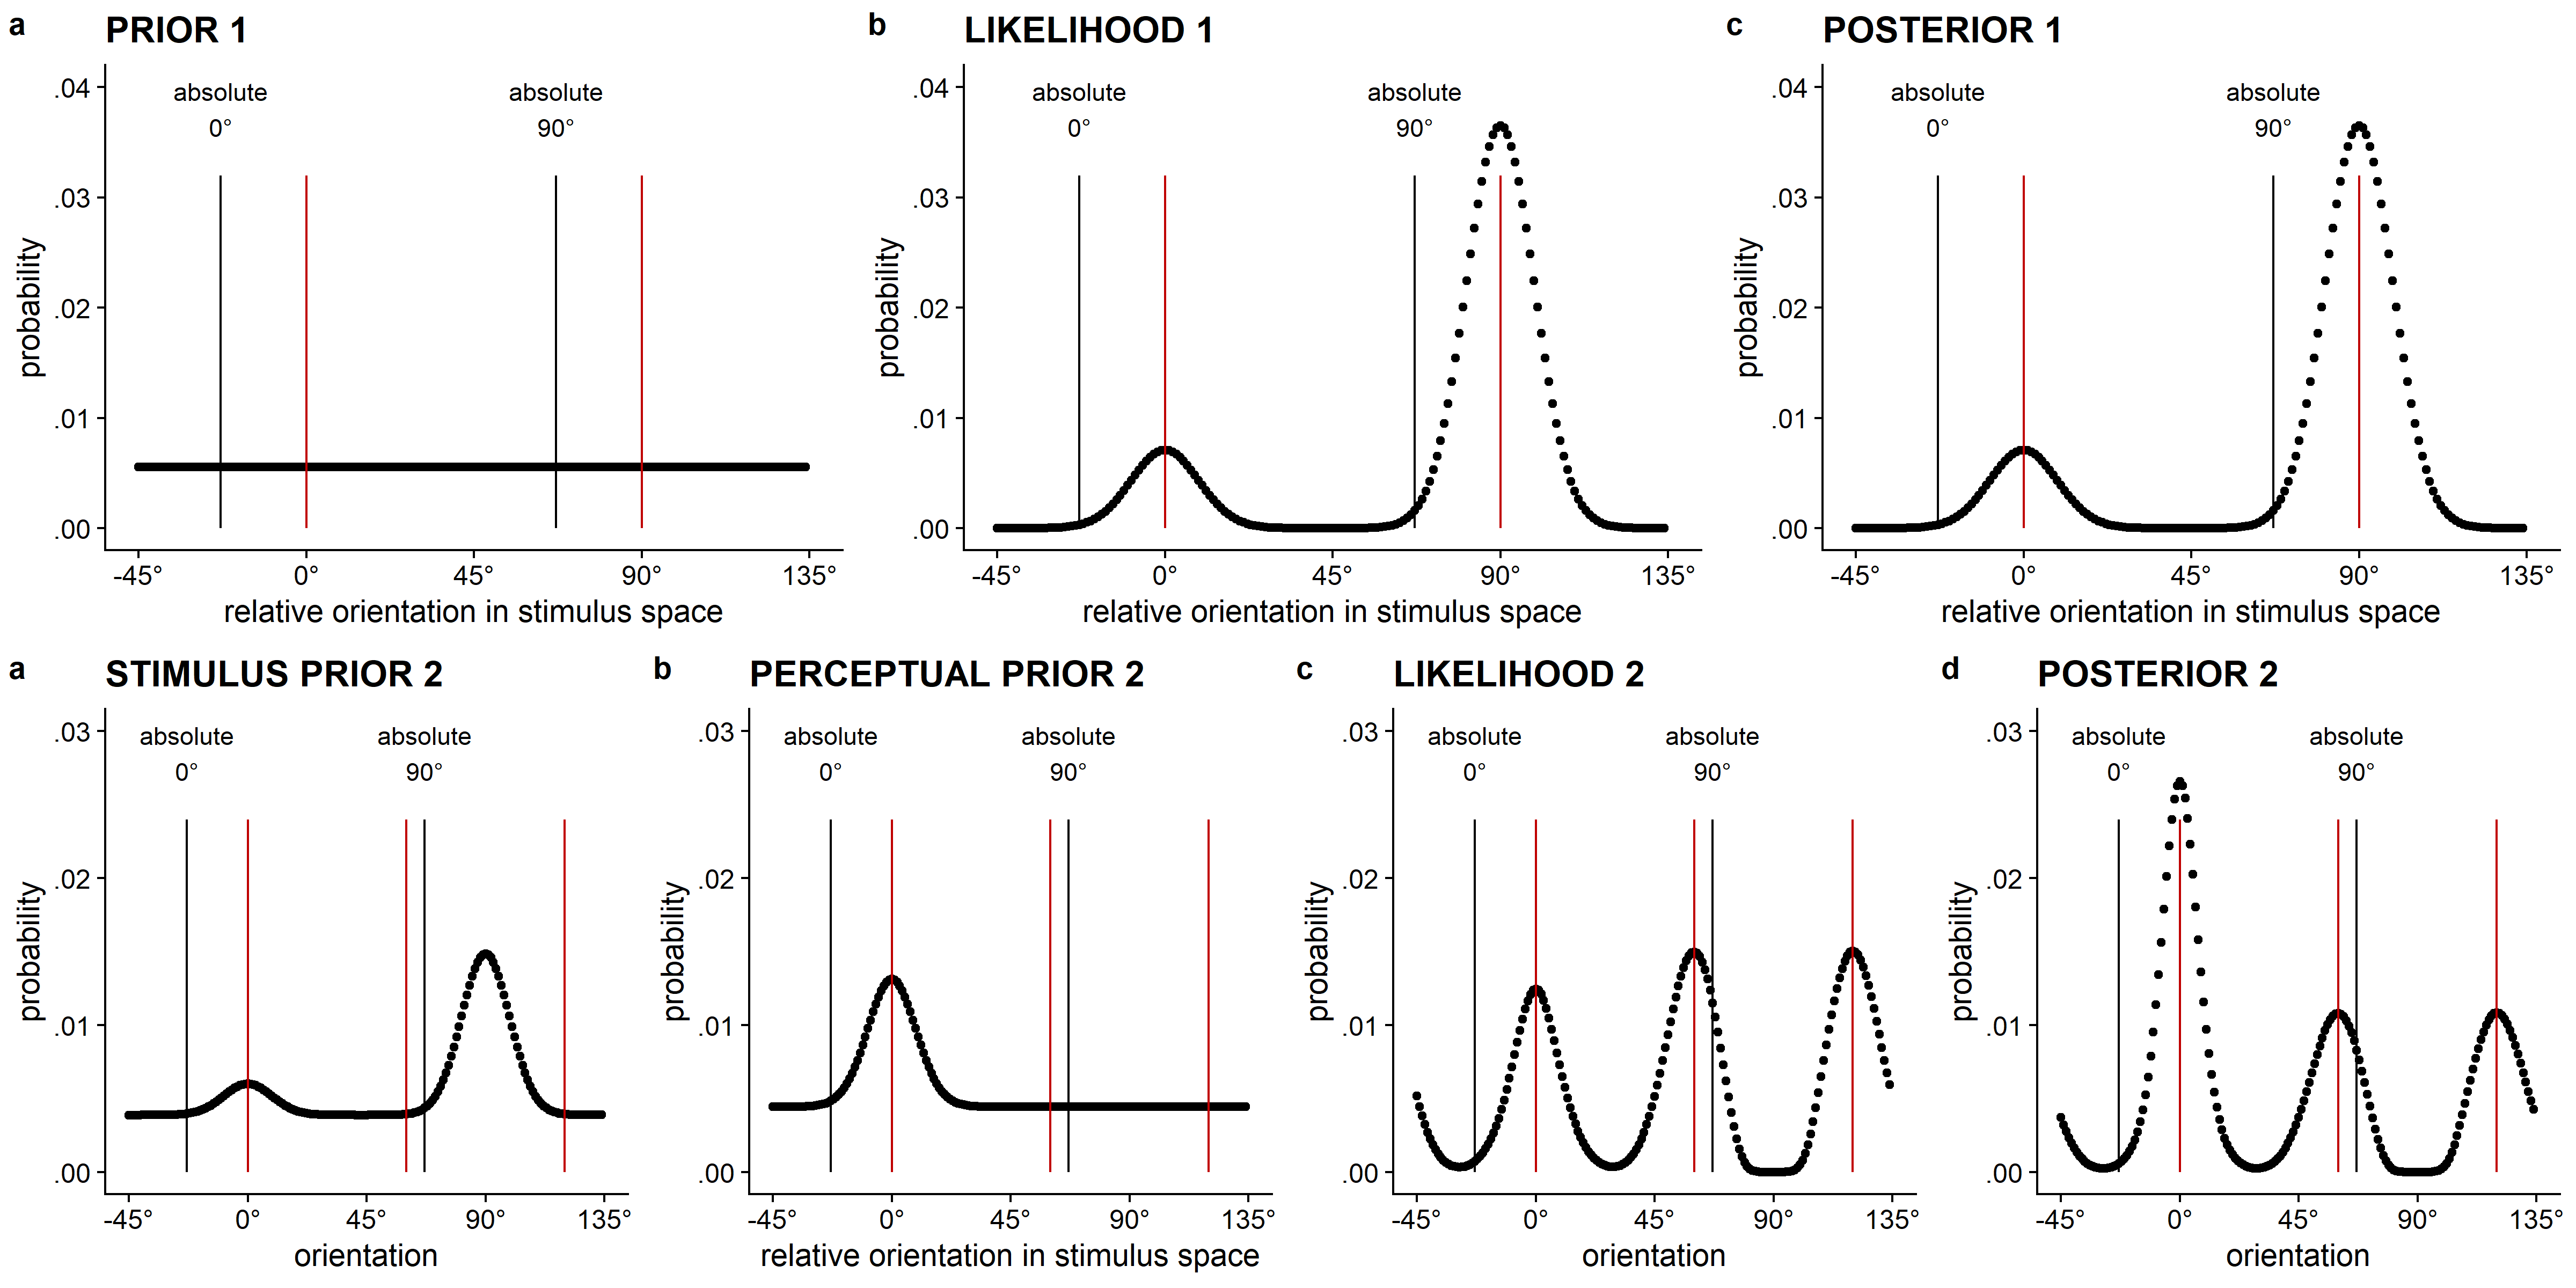 a PRIOR 1
absolute 0°
absolute 90°
.04
.03
.02
.01
.00
probability
-45° 0° 45° 90° 135°
relative orientation in stimulus space
b LIKELIHOOD 1
absolute 0°
absolute 90°
.04
.03
.02
.01
.00
probability
-45° 0° 45° 90° 135°
relative orientation in stimulus space
c POSTERIOR 1
absolute 0°
absolute 90°
.04
.03
.02
.01
.00
probability
-45° 0° 45° 90° 135°
relative orientation in stimulus space
a STIMULUS PRIOR 2
absolute 0°
absolute 90°
.03
.02
.01
.00
probability
-45° 0° 45° 90° 135°
orientation
b PERCEPTUAL PRIOR 2
absolute 0°
absolute 90°
.03
.02
.01
.00
probability
-45° 0° 45° 90° 135°
relative orientation in stimulus space
c LIKELIHOOD 2
absolute 0°
absolute 90°
.03
.02
.01
.00
probability
-45° 0° 45° 90° 135°
orientation
d POSTERIOR 2
absolute 0°
absolute 90°
.03
.02
.01
.00
probability
-45° 0° 45° 90° 135°
orientation